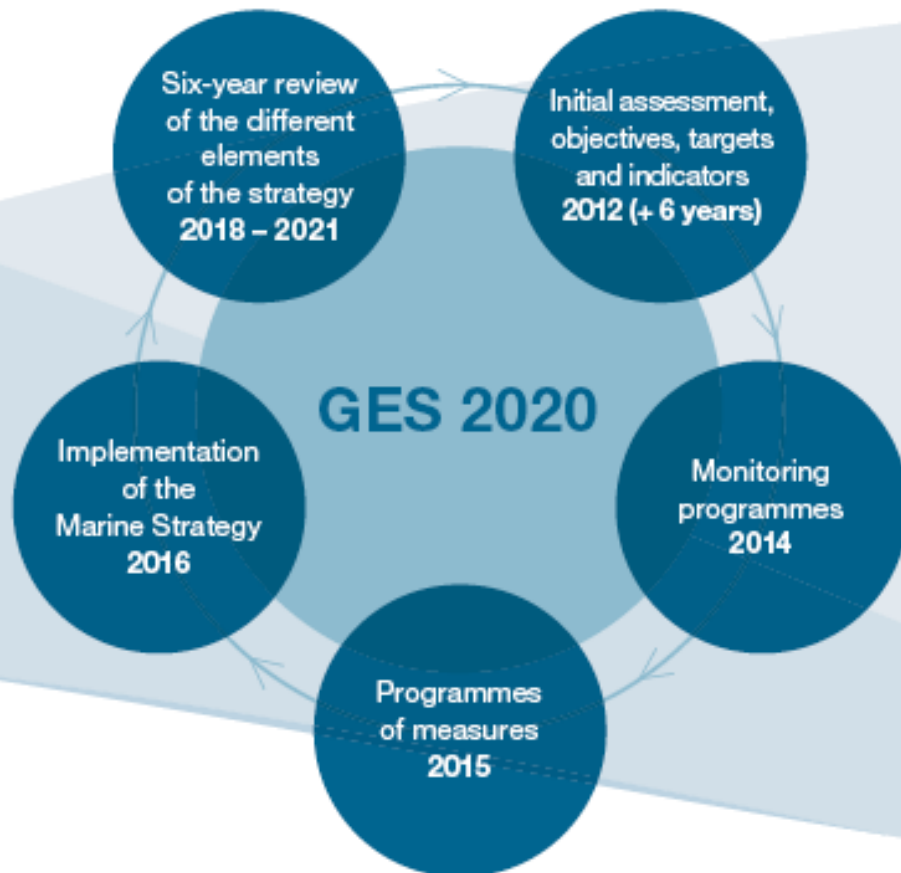 Six-year review
of the different
elements
of the strategy
2018 – 2021
Initial assessment,
objectives, targets
and indicators
2012 (+ 6 years)
GES 2020
Implementation
of the
Marine Strategy
2016
Monitoring
programmes
2014
Programmes
of measures
2015